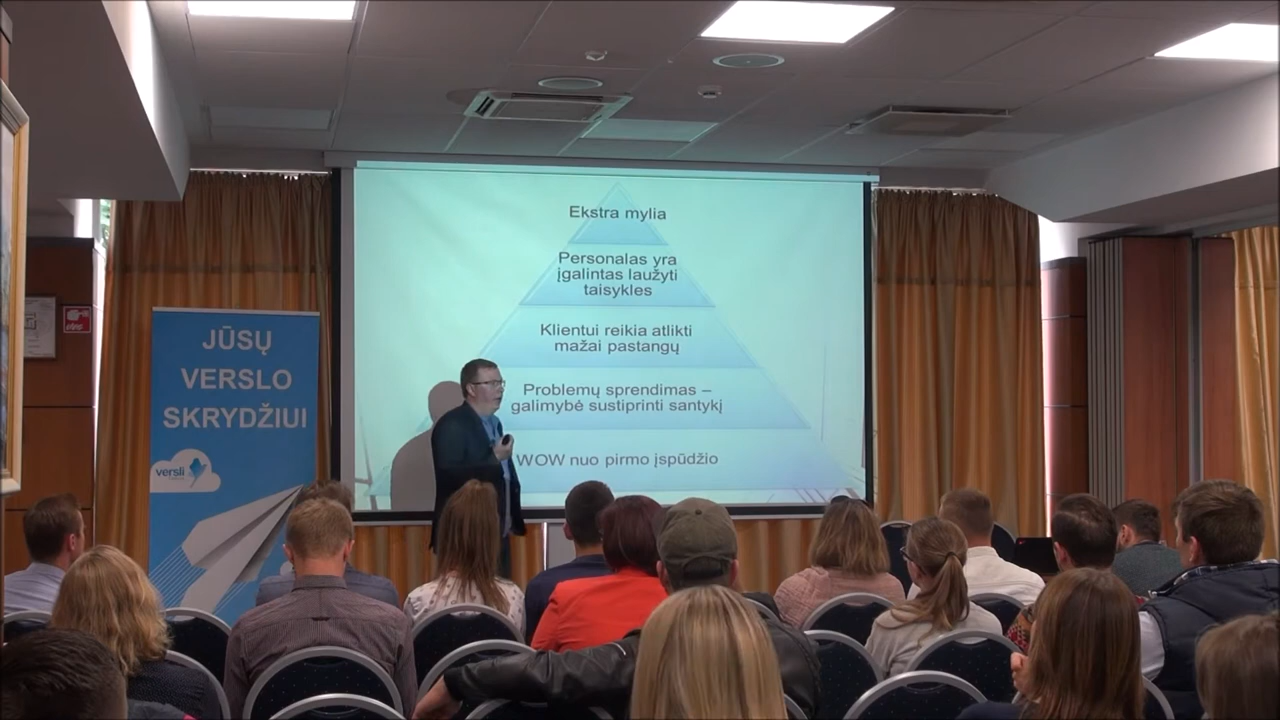 Ekstra mylia
Personalas yra
įgalintas laužyti
taisykles
Klientui reikia atlikti
mažai pastangų
Problemų sprendimas –
galimybė sustiprinti santykį
WOW nuo pirmo įspūdžio
JŪSŲ
VERSLO
SKRYDŽIUI
versli